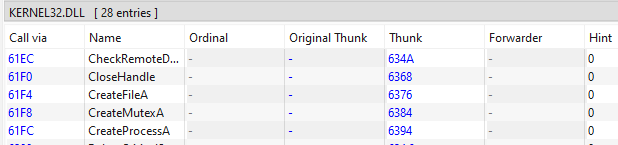 KERNEL32.DLL [ 28 entries ]
Call via Name Ordinal Original Thunk Thunk Forwarder Hint
61EC CheckRemoteD... - - 634A - 0
61F0 CloseHandle - - 6368 - 0
61F4 CreateFileA - - 6376 - 0
61F8 CreateMutexA - - 6384 - 0
61FC CreateProcessA - - 6394 - 0